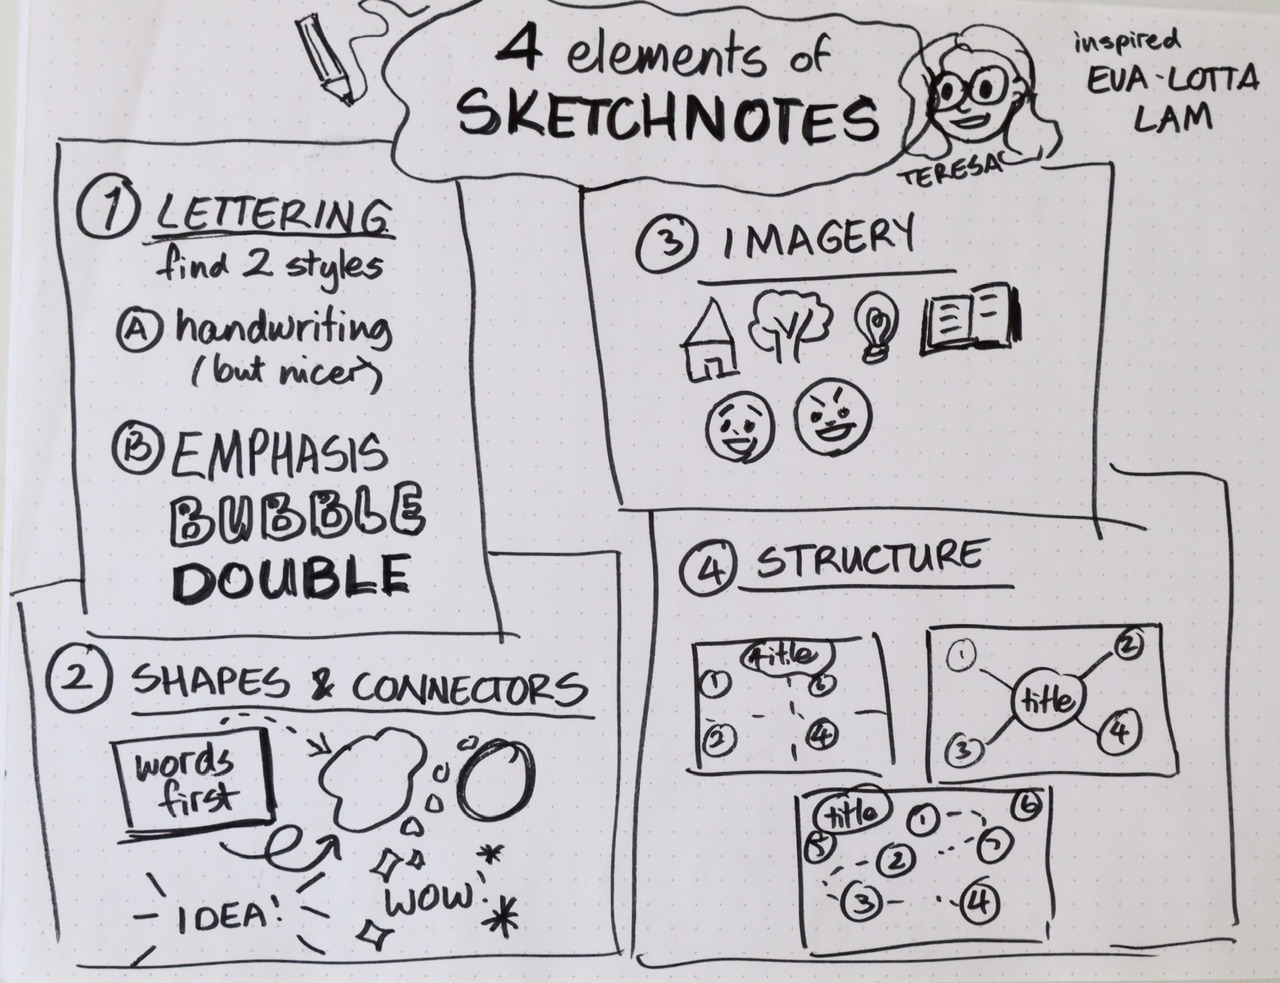 4 elements of
SKETCHNOTES
TERESA
inspired
EVA-LOTTA
LAM
1 LETTERING
find 2 styles
A handwriting
(but nicer)
B EMPHASIS
BUBBLE
DOUBLE
2 SHAPES & CONNECTORS
words
first
IDEA!
WOW!
3 IMAGERY
4 STRUCTURE
title
1
2
4
1
2
title
3
4
title
1
6
5
2
3
4